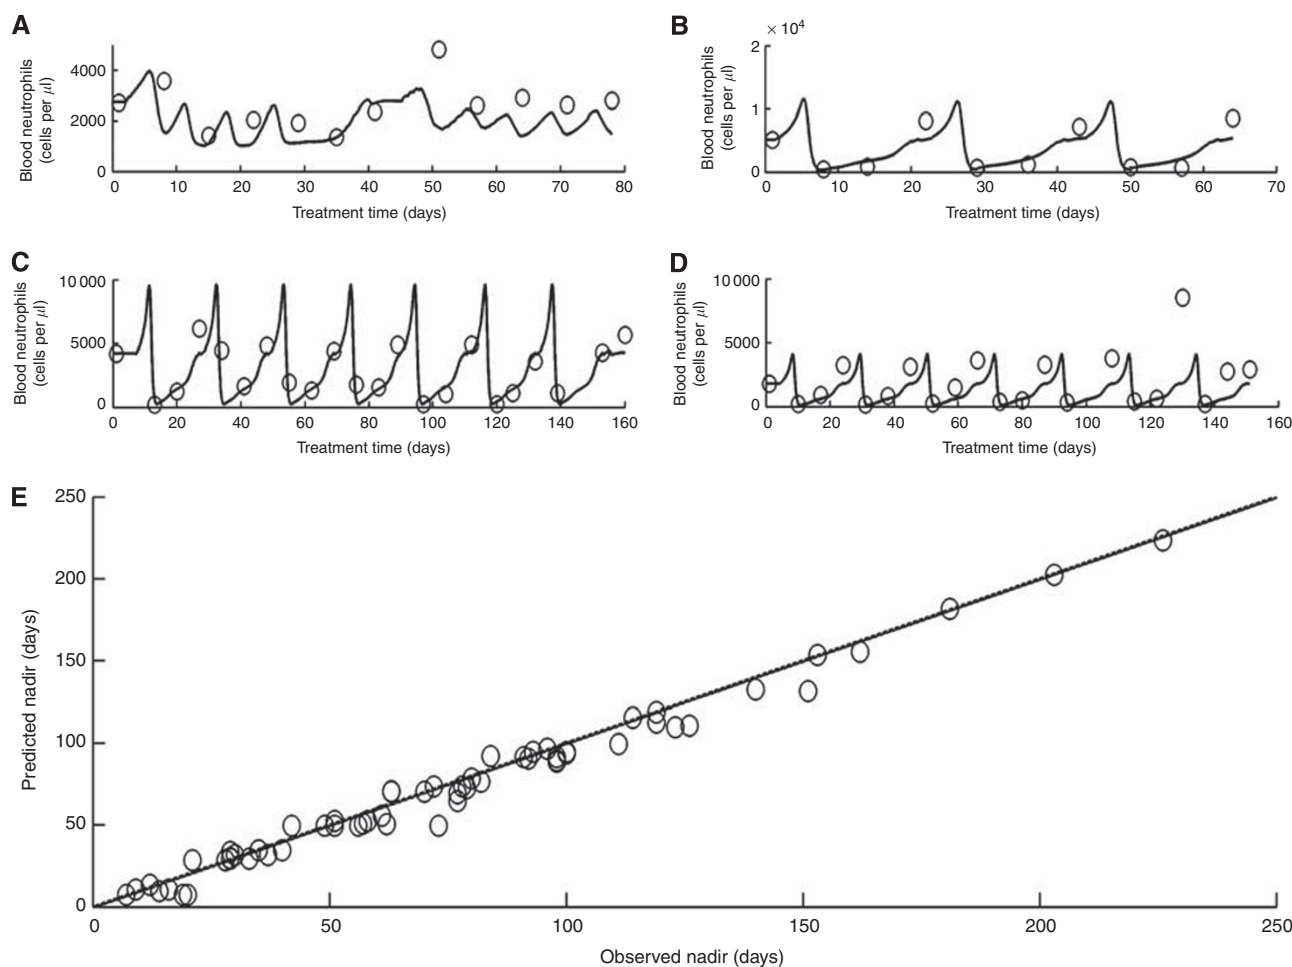 A
Blood neutrophils
(cells per μl)
4000
2000
0
0 10 20 30 40 50 60 70 80
Treatment time (days)
B
× 10⁴
Blood neutrophils
(cells per μl)
2
1
0
0 10 20 30 40 50 60 70
Treatment time (days)
C
Blood neutrophils
(cells per μl)
10 000
5000
0
0 20 40 60 80 100 120 140 160
Treatment time (days)
D
Blood neutrophils
(cells per μl)
10 000
5000
0
0 20 40 60 80 100 120 140 160
Treatment time (days)
E
Predicted nadir (days)
250
200
150
100
50
0
0 50 100 150 200 250
Observed nadir (days)